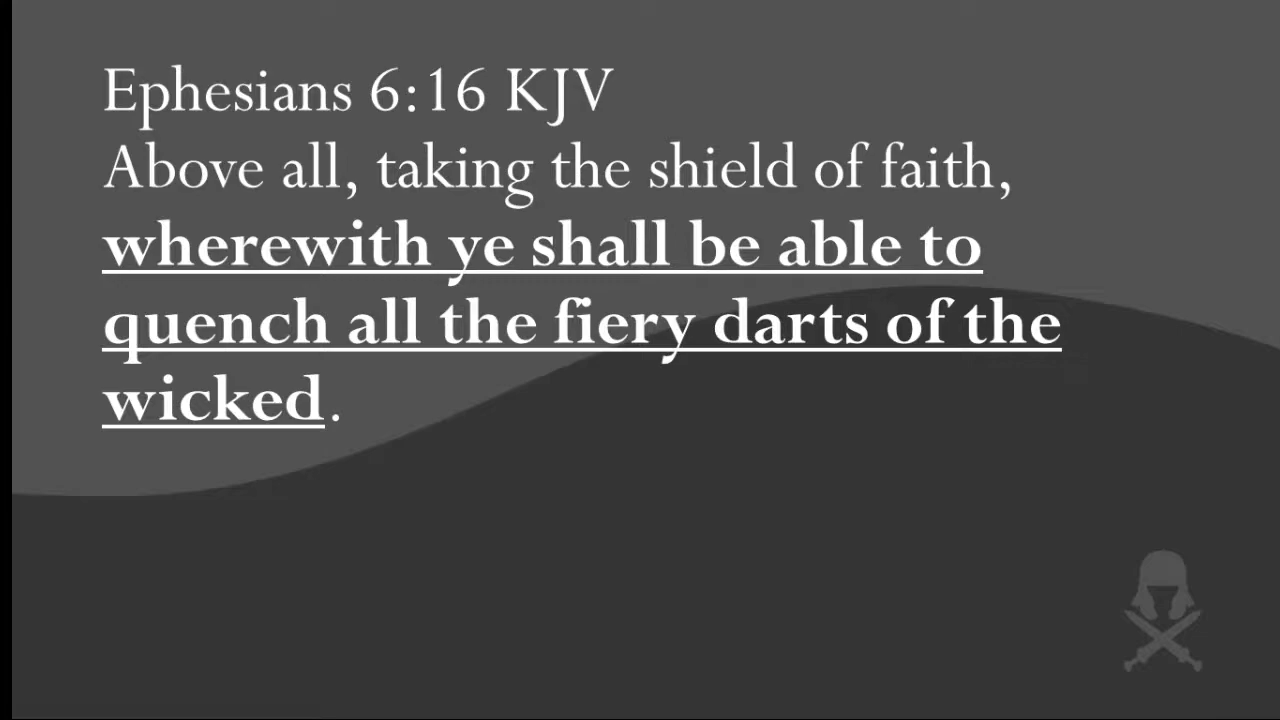 Ephesians 6:16 KJV
Above all, taking the shield of faith,
wherewith ye shall be able to
quench all the fiery darts of the
wicked.